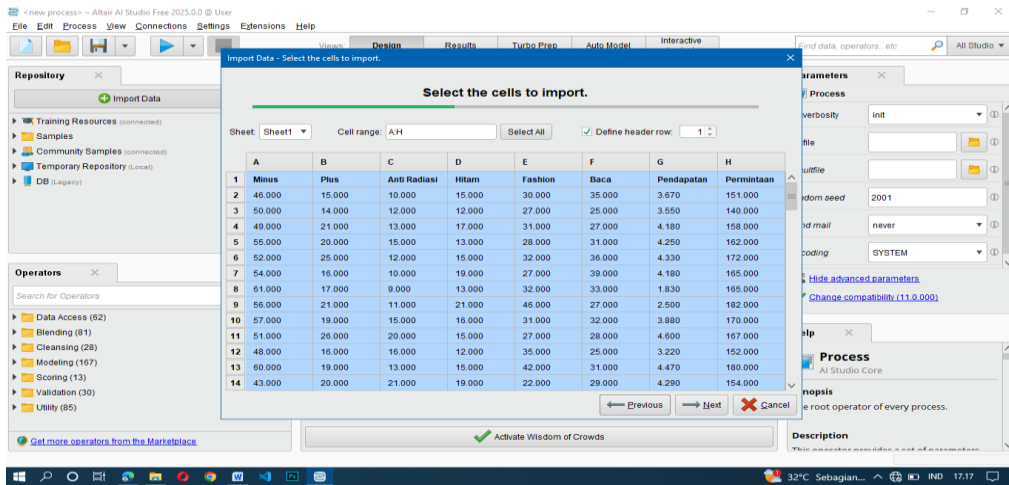 <new process> – Altair AI Studio Free 2025.0.0 @ User
File Edit Process View Connections Settings Extensions Help
Views: Design Results Turbo Prep Auto Model Interactive
Find data, operators...etc All Studio
Repository
Import Data
Training Resources (connected)
Samples
Community Samples (connected)
Temporary Repository (Local)
DB (Legacy)
Operators
Search for Operators
Data Access (62)
Blending (81)
Cleansing (28)
Modeling (167)
Scoring (13)
Validation (30)
Utility (85)
Get more operators from the Marketplace
Import Data - Select the cells to import.
Select the cells to import.
Sheet: Sheet1 Cell range: A:H Select All Define header row: 1
A B C D E F G H
1 Minus Plus Anti Radiasi Hitam Fashion Baca Pendapatan Permintaan
2 46.000 15.000 10.000 15.000 30.000 35.000 3.670 151.000
3 50.000 14.000 12.000 12.000 27.000 25.000 3.550 140.000
4 49.000 21.000 13.000 17.000 31.000 27.000 4.180 158.000
5 55.000 20.000 15.000 13.000 28.000 31.000 4.250 162.000
6 52.000 25.000 12.000 15.000 32.000 36.000 4.330 172.000
7 54.000 16.000 10.000 19.000 27.000 39.000 4.180 165.000
8 61.000 17.000 9.000 13.000 32.000 33.000 1.830 165.000
9 56.000 21.000 11.000 21.000 46.000 27.000 2.500 182.000
10 57.000 19.000 15.000 16.000 31.000 32.000 3.880 170.000
11 51.000 26.000 20.000 15.000 27.000 28.000 4.600 167.000
12 48.000 16.000 16.000 12.000 35.000 25.000 3.220 152.000
13 60.000 19.000 13.000 15.000 42.000 31.000 4.470 180.000
14 43.000 20.000 21.000 19.000 22.000 29.000 4.290 154.000
Previous Next Cancel
Activate Wisdom of Crowds
arameters
Process
verbosity init
file
ultfile
ndom seed 2001
nd mail never
coding SYSTEM
Hide advanced parameters
Change compatibility (11.0.000)
elp
Process
AI Studio Core
nopsis
e root operator of every process.
Description
This operator provides a set of parameters
32°C Sebagian... IND 17.17